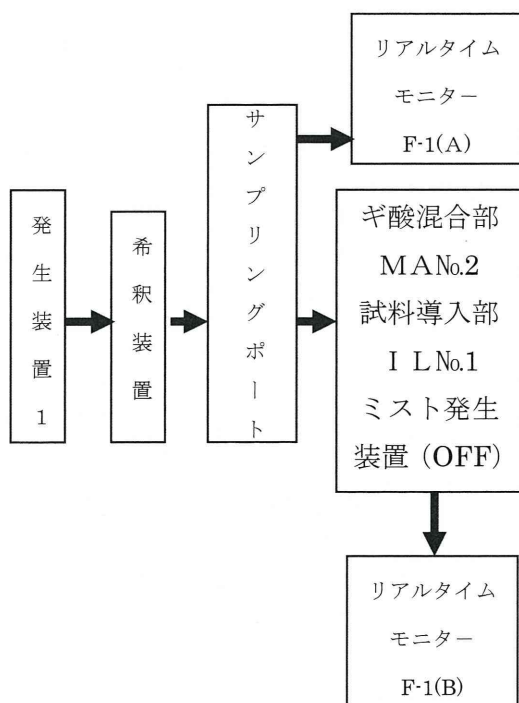 リアルタイム
モニター
F-1(A)
サンプリングポート
発生装置1
希釈装置
ギ酸混合部
MA№2
試料導入部
IL№1
ミスト発生
装置(OFF)
リアルタイム
モニター
F-1(B)